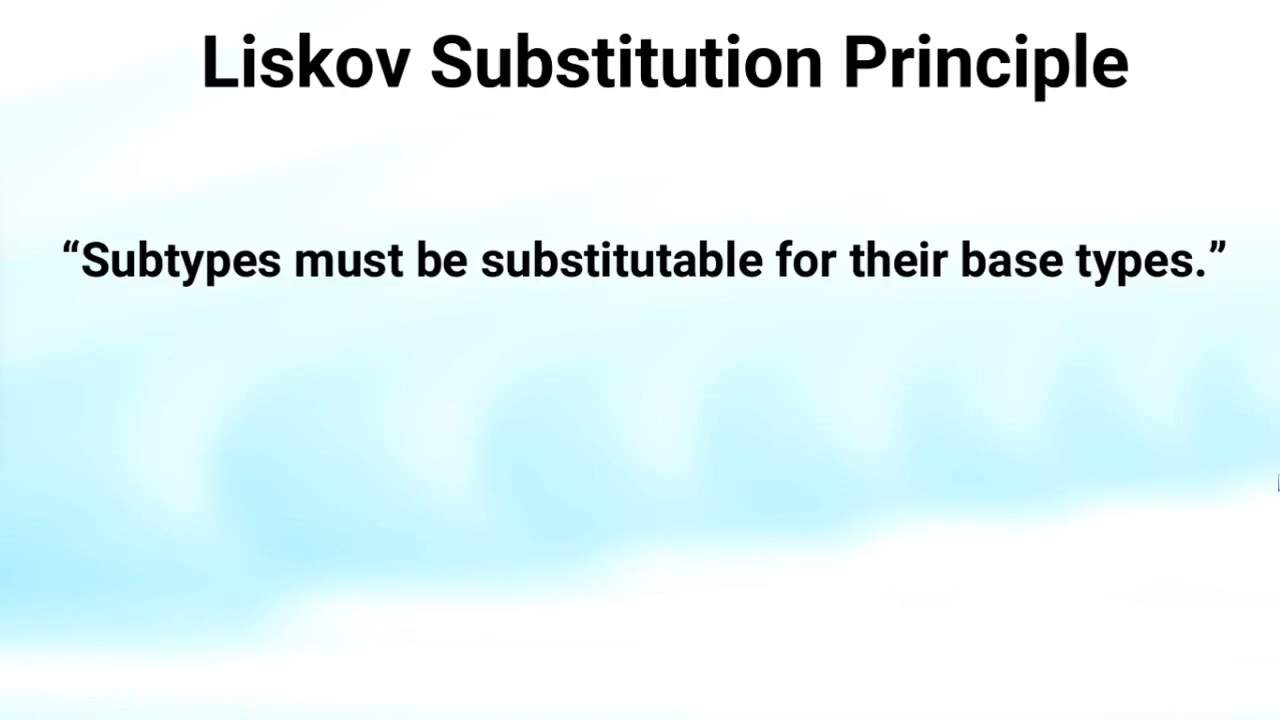 Liskov Substitution Principle
“Subtypes must be substitutable for their base types.”